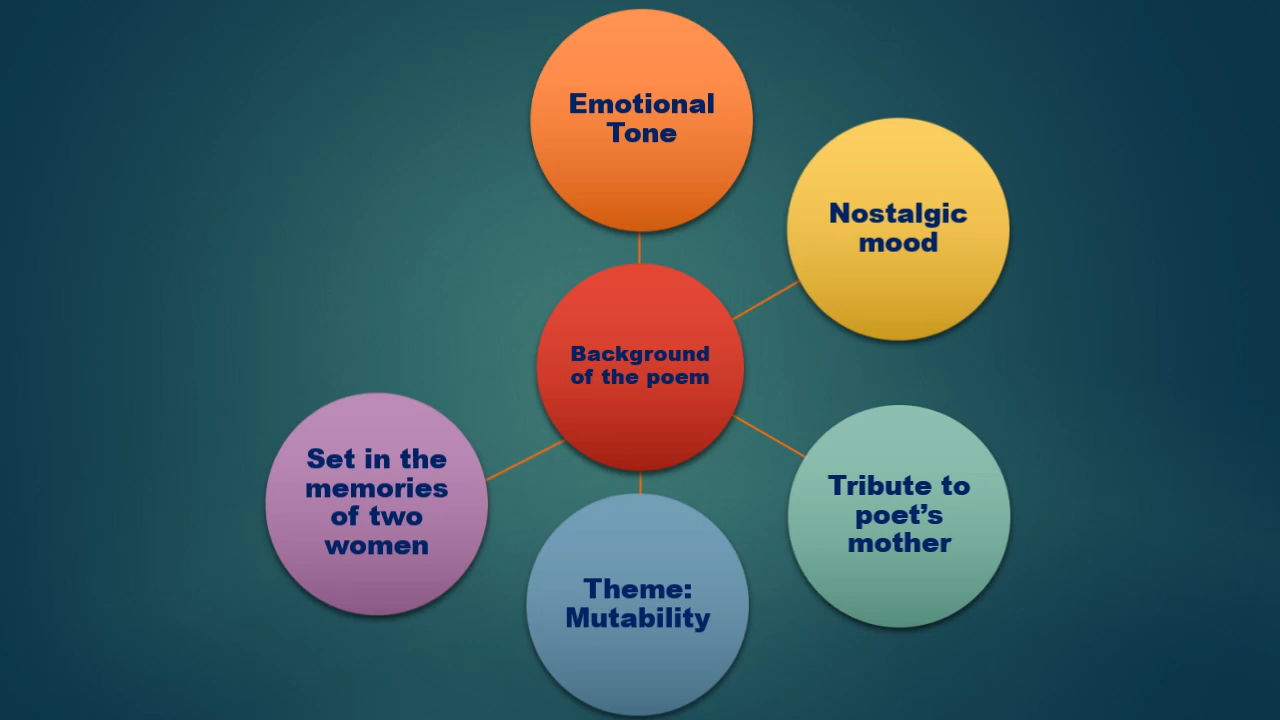 Emotional
Tone
Nostalgic
mood
Background
of the poem
Tribute to
poet’s
mother
Theme:
Mutability
Set in the
memories
of two
women